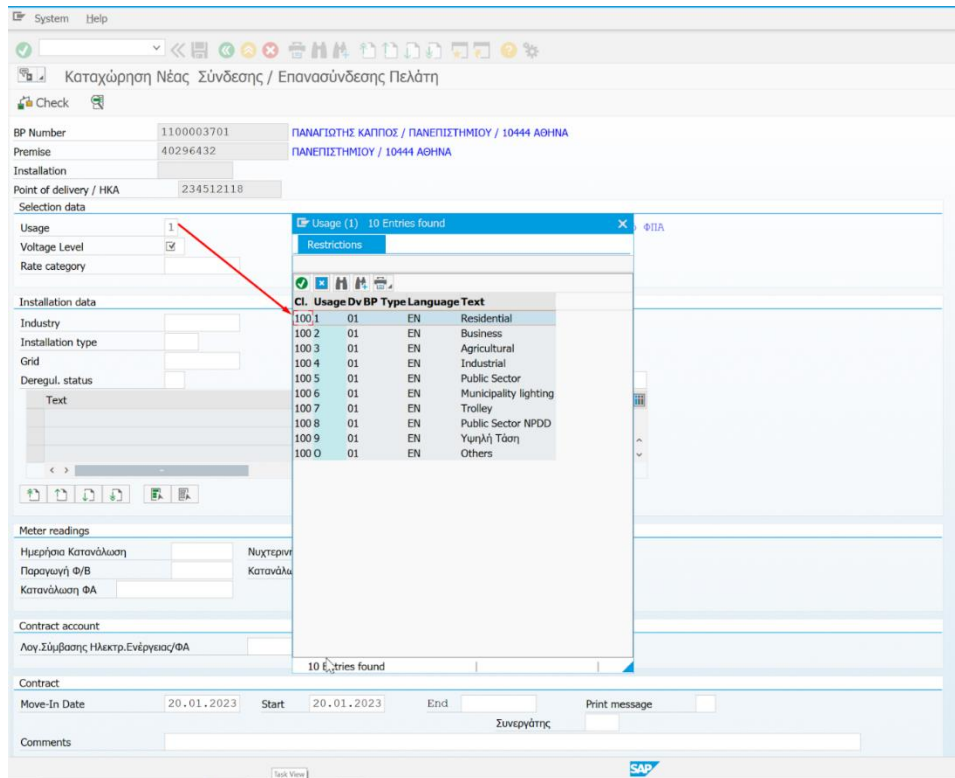 System Help
Καταχώρηση Νέας Σύνδεσης / Επανασύνδεσης Πελάτη
Check
BP Number 1100003701 ΠΑΝΑΓΙΩΤΗΣ ΚΑΠΠΟΣ / ΠΑΝΕΠΙΣΤΗΜΙΟΥ / 10444 ΑΘΗΝΑ
Premise 40296432 ΠΑΝΕΠΙΣΤΗΜΙΟΥ / 10444 ΑΘΗΝΑ
Installation
Point of delivery / ΗΚΑ 234512118
Selection data
Usage 1 ΦΠΑ
Voltage Level
Rate category
Installation data
Industry
Installation type
Grid
Deregul. status
Text
Usage (1) 10 Entries found
Restrictions
Cl. Usage Dv BP Type Language Text
100 1 01 EN Residential
100 2 01 EN Business
100 3 01 EN Agricultural
100 4 01 EN Industrial
100 5 01 EN Public Sector
100 6 01 EN Municipality lighting
100 7 01 EN Trolley
100 8 01 EN Public Sector NPDD
100 9 01 EN Υψηλή Τάση
100 O 01 EN Others
10 Entries found
Meter readings
Ημερήσια Κατανάλωση
Παραγωγή Φ/Β
Κατανάλωση ΦΑ
Contract account
Λογ.Σύμβασης Ηλεκτρ.Ενέργειας/ΦΑ
Contract
Move-In Date 20.01.2023 Start 20.01.2023 End Print message
Συνεργάτης
Comments
Task View
SAP